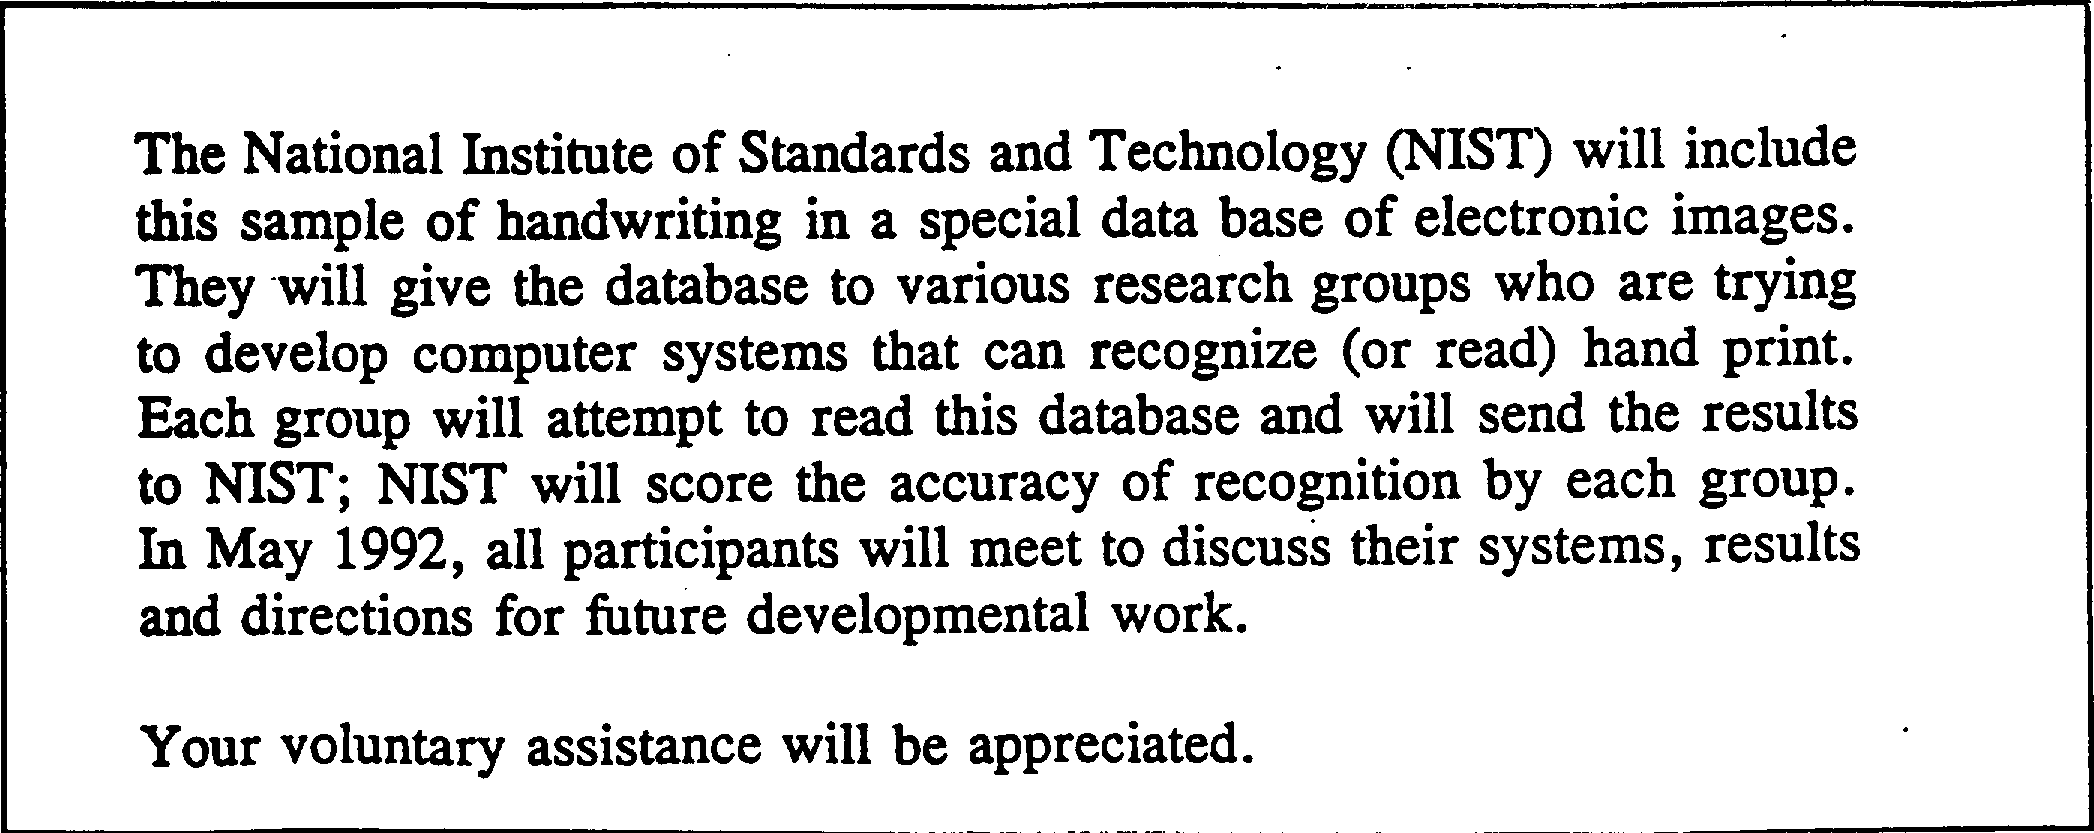 The National Institute of Standards and Technology (NIST) will include
this sample of handwriting in a special data base of electronic images.
They will give the database to various research groups who are trying
to develop computer systems that can recognize (or read) hand print.
Each group will attempt to read this database and will send the results
to NIST; NIST will score the accuracy of recognition by each group.
In May 1992, all participants will meet to discuss their systems, results
and directions for future developmental work.
Your voluntary assistance will be appreciated.